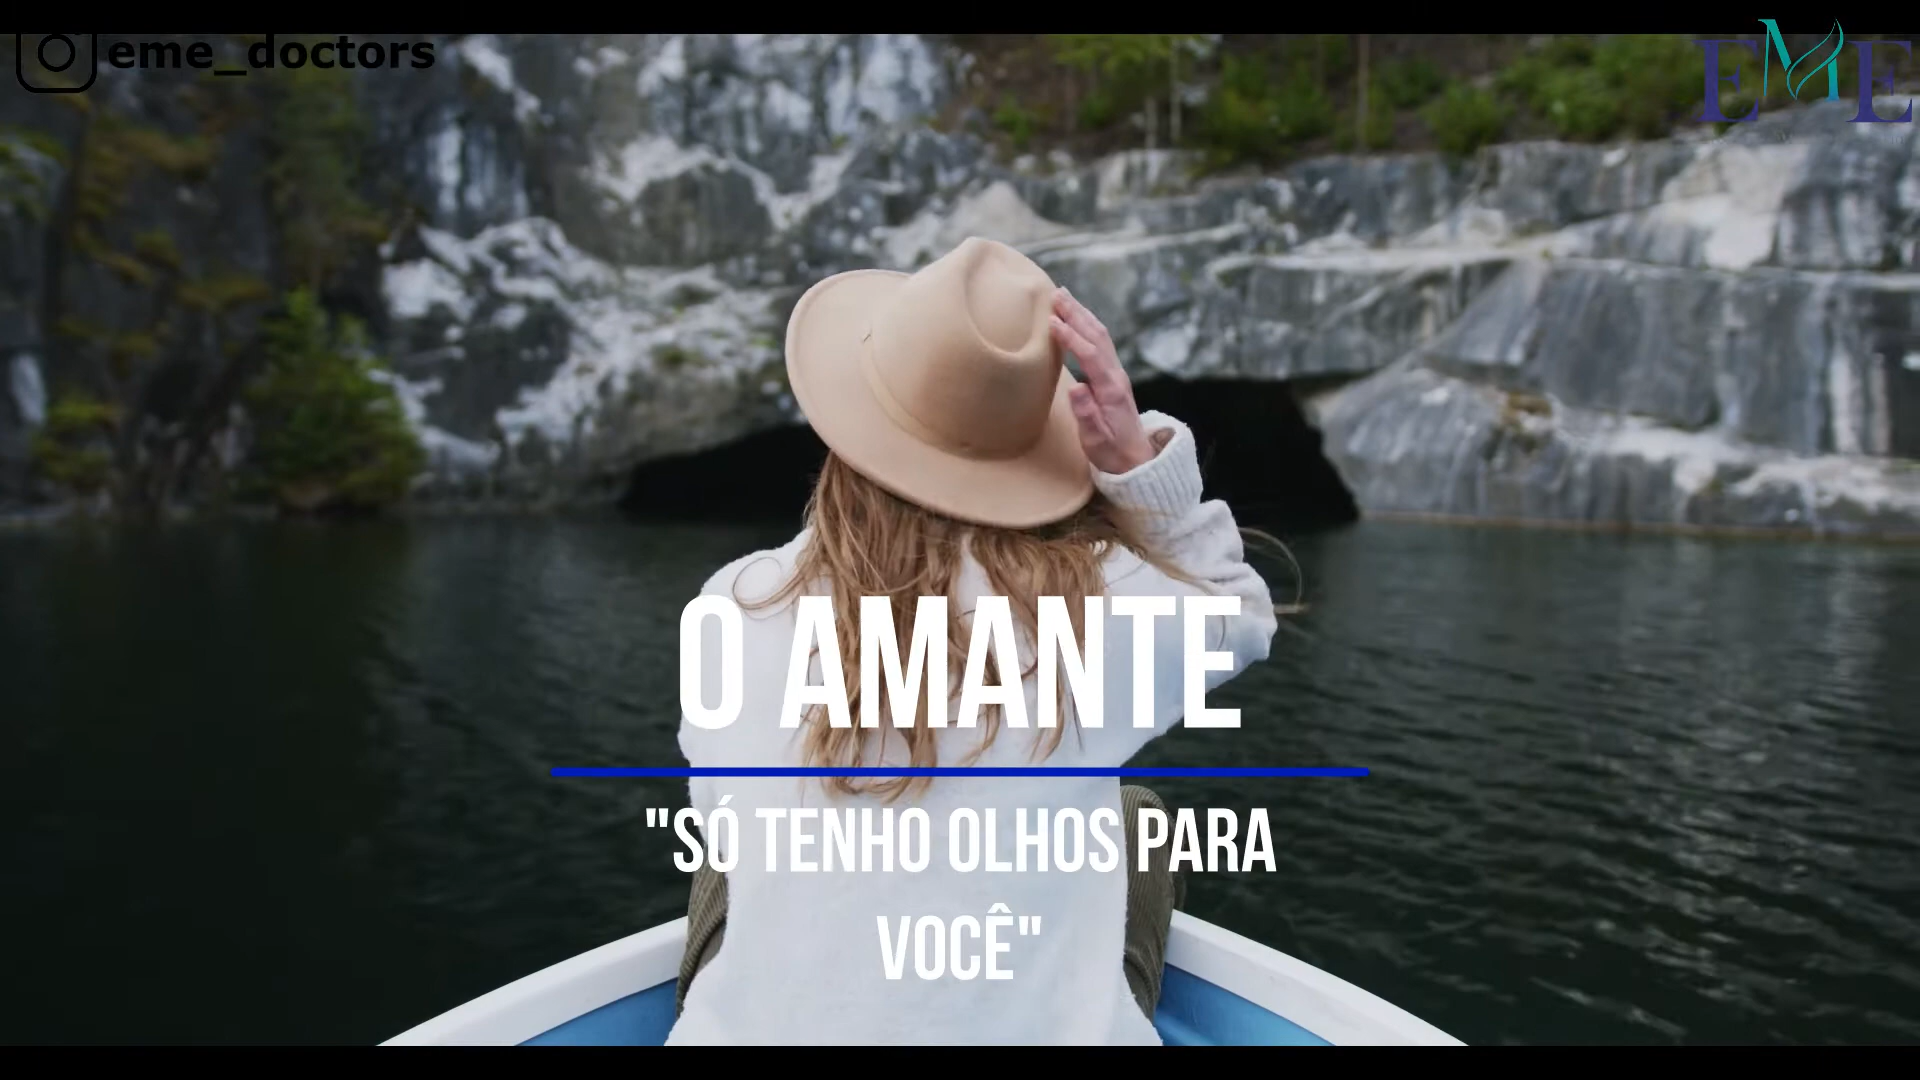 eme_doctors
EME
O AMANTE
"SÓ TENHO OLHOS PARA
VOCÊ"